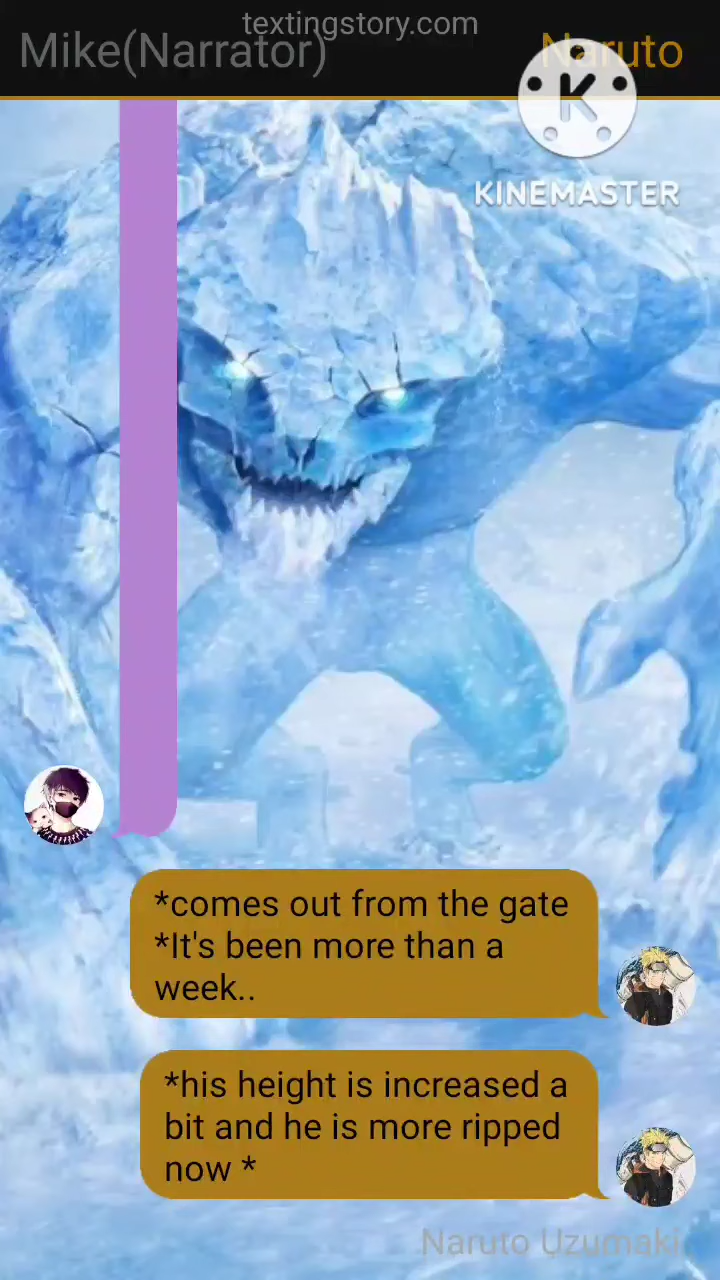 textingstory.com
Mike(Narrator)
Naruto
K
KINEMASTER
*comes out from the gate
*It's been more than a
week..
*his height is increased a
bit and he is more ripped
now *
Naruto Uzumaki